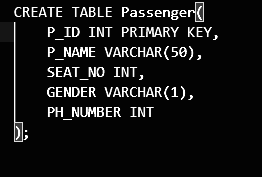 CREATE TABLE Passenger(
P_ID INT PRIMARY KEY,
P_NAME VARCHAR(50),
SEAT_NO INT,
GENDER VARCHAR(1),
PH_NUMBER INT
);